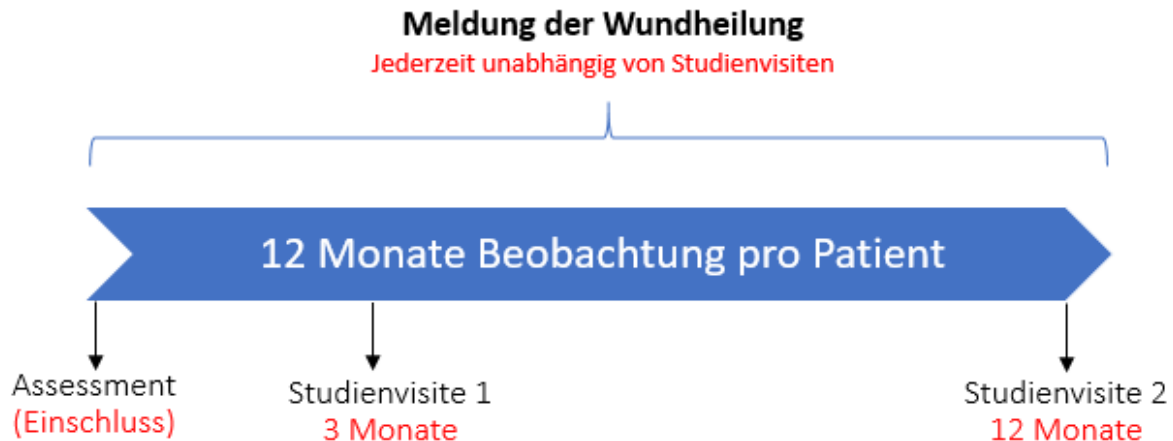 Meldung der Wundheilung
Jederzeit unabhängig von Studienvisiten
12 Monate Beobachtung pro Patient
Assessment
(Einschluss)
Studienvisite 1
3 Monate
Studienvisite 2
12 Monate